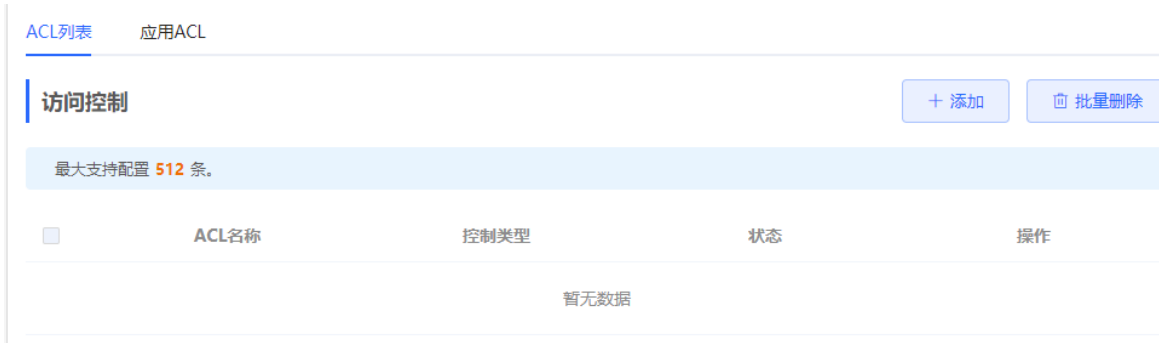 ACL列表 应用ACL
访问控制 + 添加 批量删除
最大支持配置 512 条。
ACL名称 控制类型 状态 操作
暂无数据